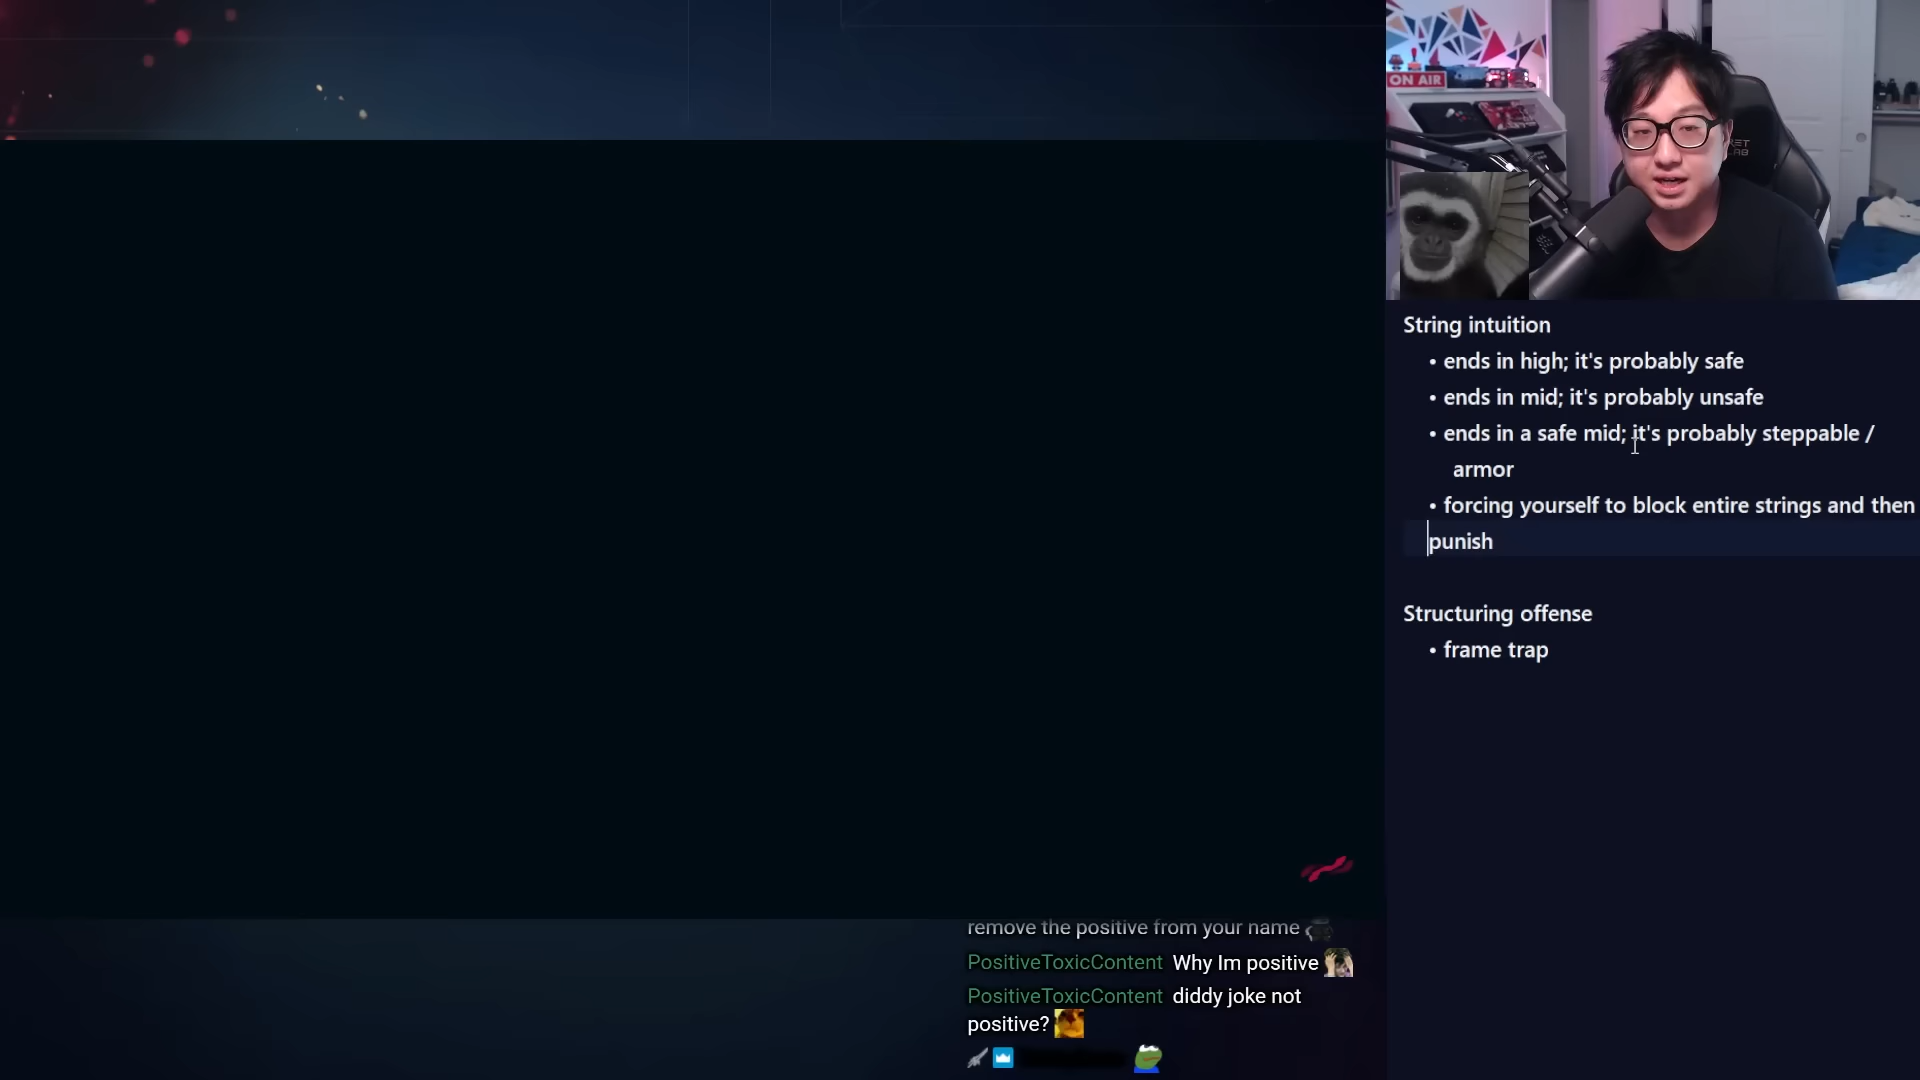 ON AIR
String intuition
• ends in high; it's probably safe
• ends in mid; it's probably unsafe
• ends in a safe mid; it's probably steppable /
armor
• forcing yourself to block entire strings and then
punish
Structuring offense
• frame trap
remove the positive from your name
PositiveToxicContent Why Im positive
PositiveToxicContent diddy joke not
positive?